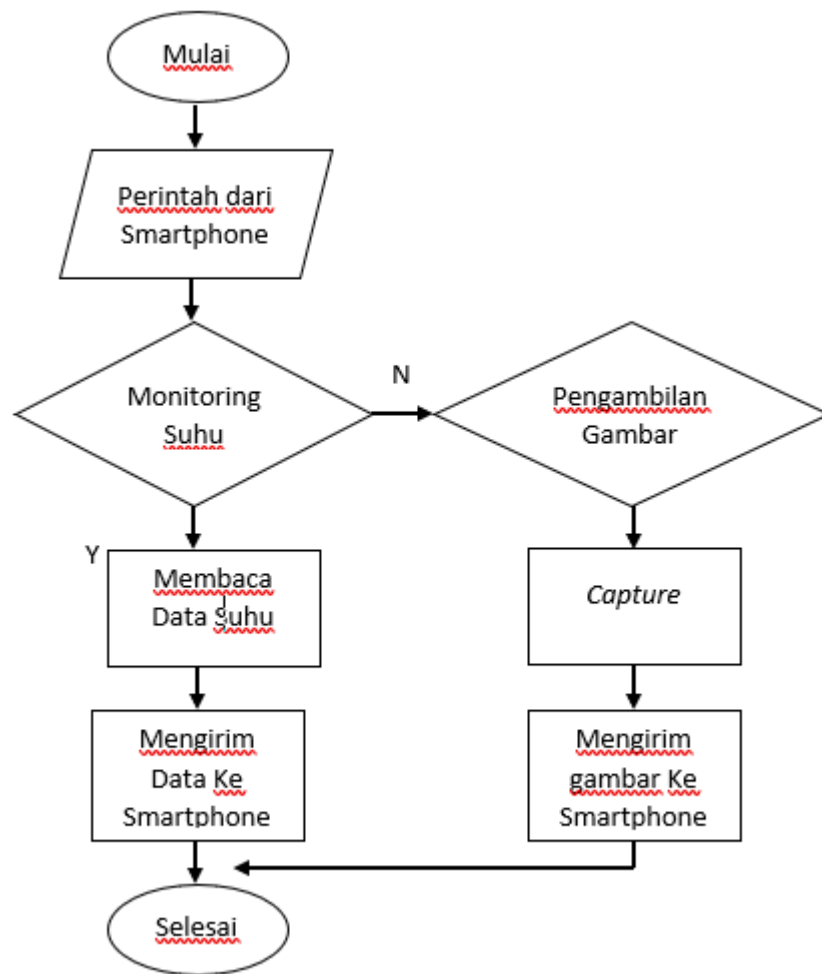 Mulai
Perintah dari
Smartphone
Monitoring
Suhu
N
Pengambilan
Gambar
Y
Membaca
Data Suhu
Capture
Mengirim
Data Ke
Smartphone
Mengirim
gambar Ke
Smartphone
Selesai